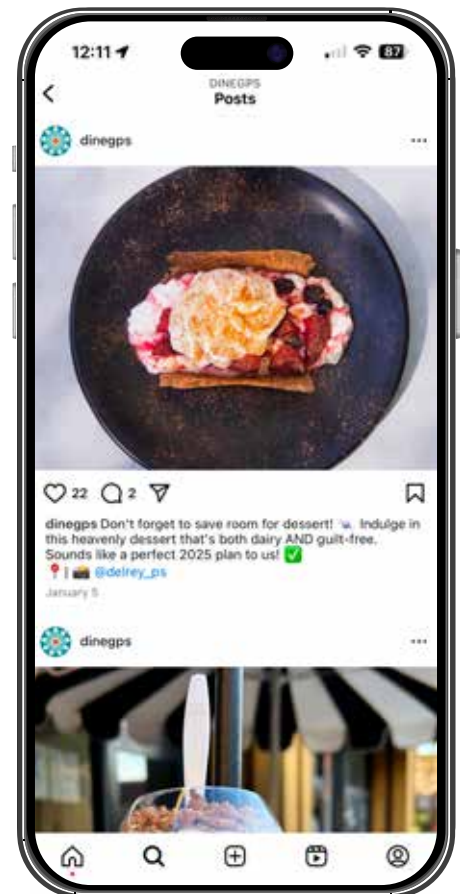 12:11
87
DINEGPS
Posts
dinegps
22 2
dinegps Don't forget to save room for dessert! Indulge in
this heavenly dessert that's both dairy AND guilt-free.
Sounds like a perfect 2025 plan to us! ✅
📍| 📸 @delrey_ps
January 5
dinegps